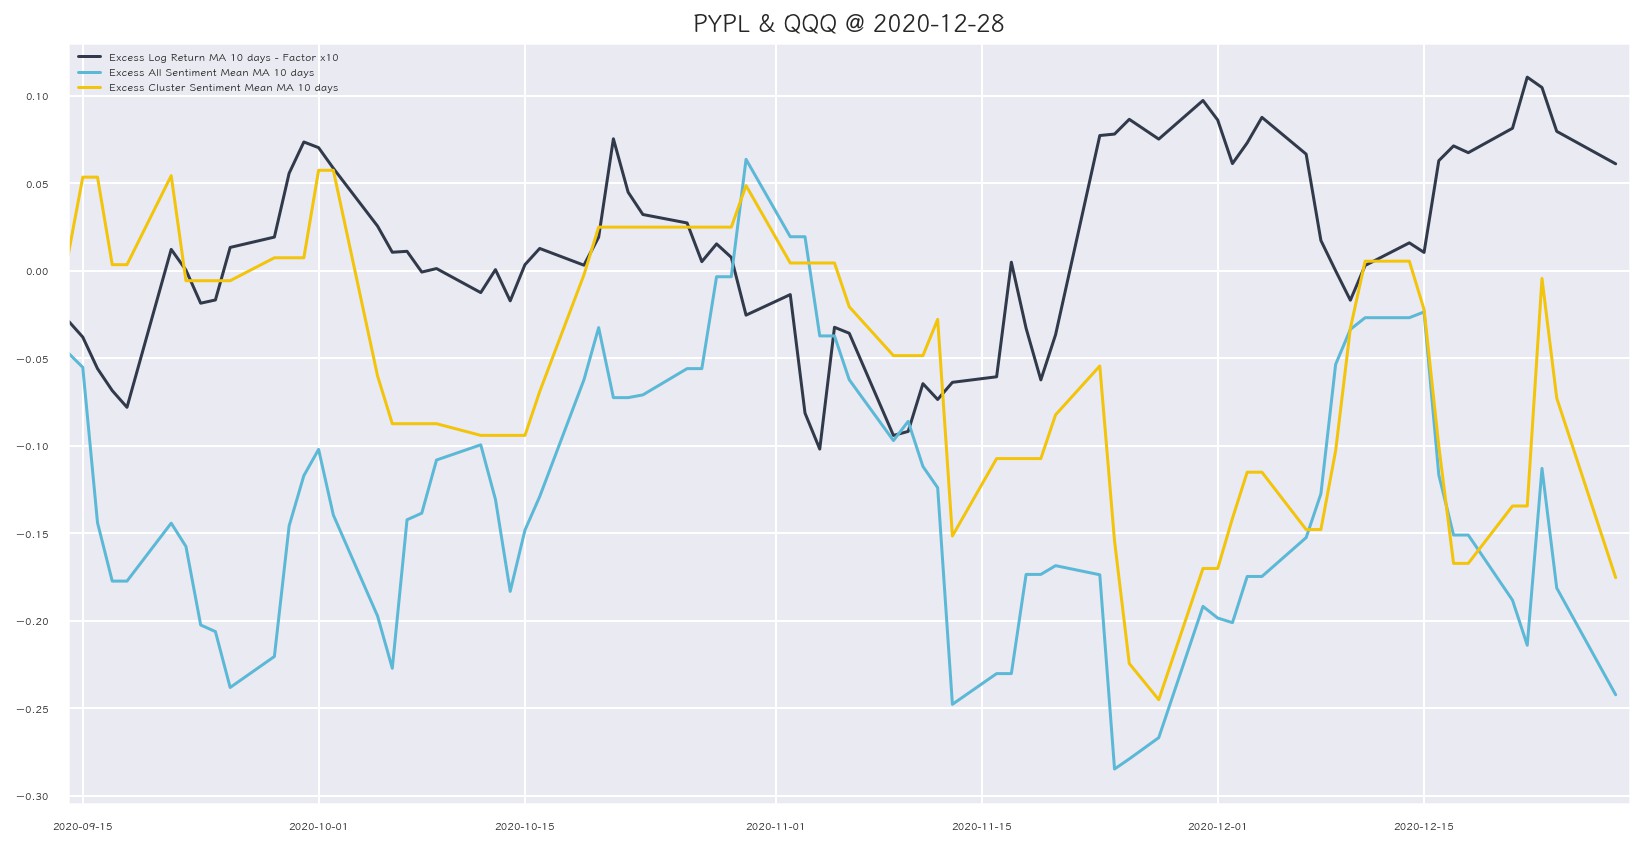 PYPL & QQQ @ 2020-12-28
Excess Log Return MA 10 days - Factor x10
Excess All Sentiment Mean MA 10 days
Excess Cluster Sentiment Mean MA 10 days
0.10
0.05
0.00
−0.05
−0.10
−0.15
−0.20
−0.25
−0.30
2020-09-15 2020-10-01 2020-10-15 2020-11-01 2020-11-15 2020-12-01 2020-12-15